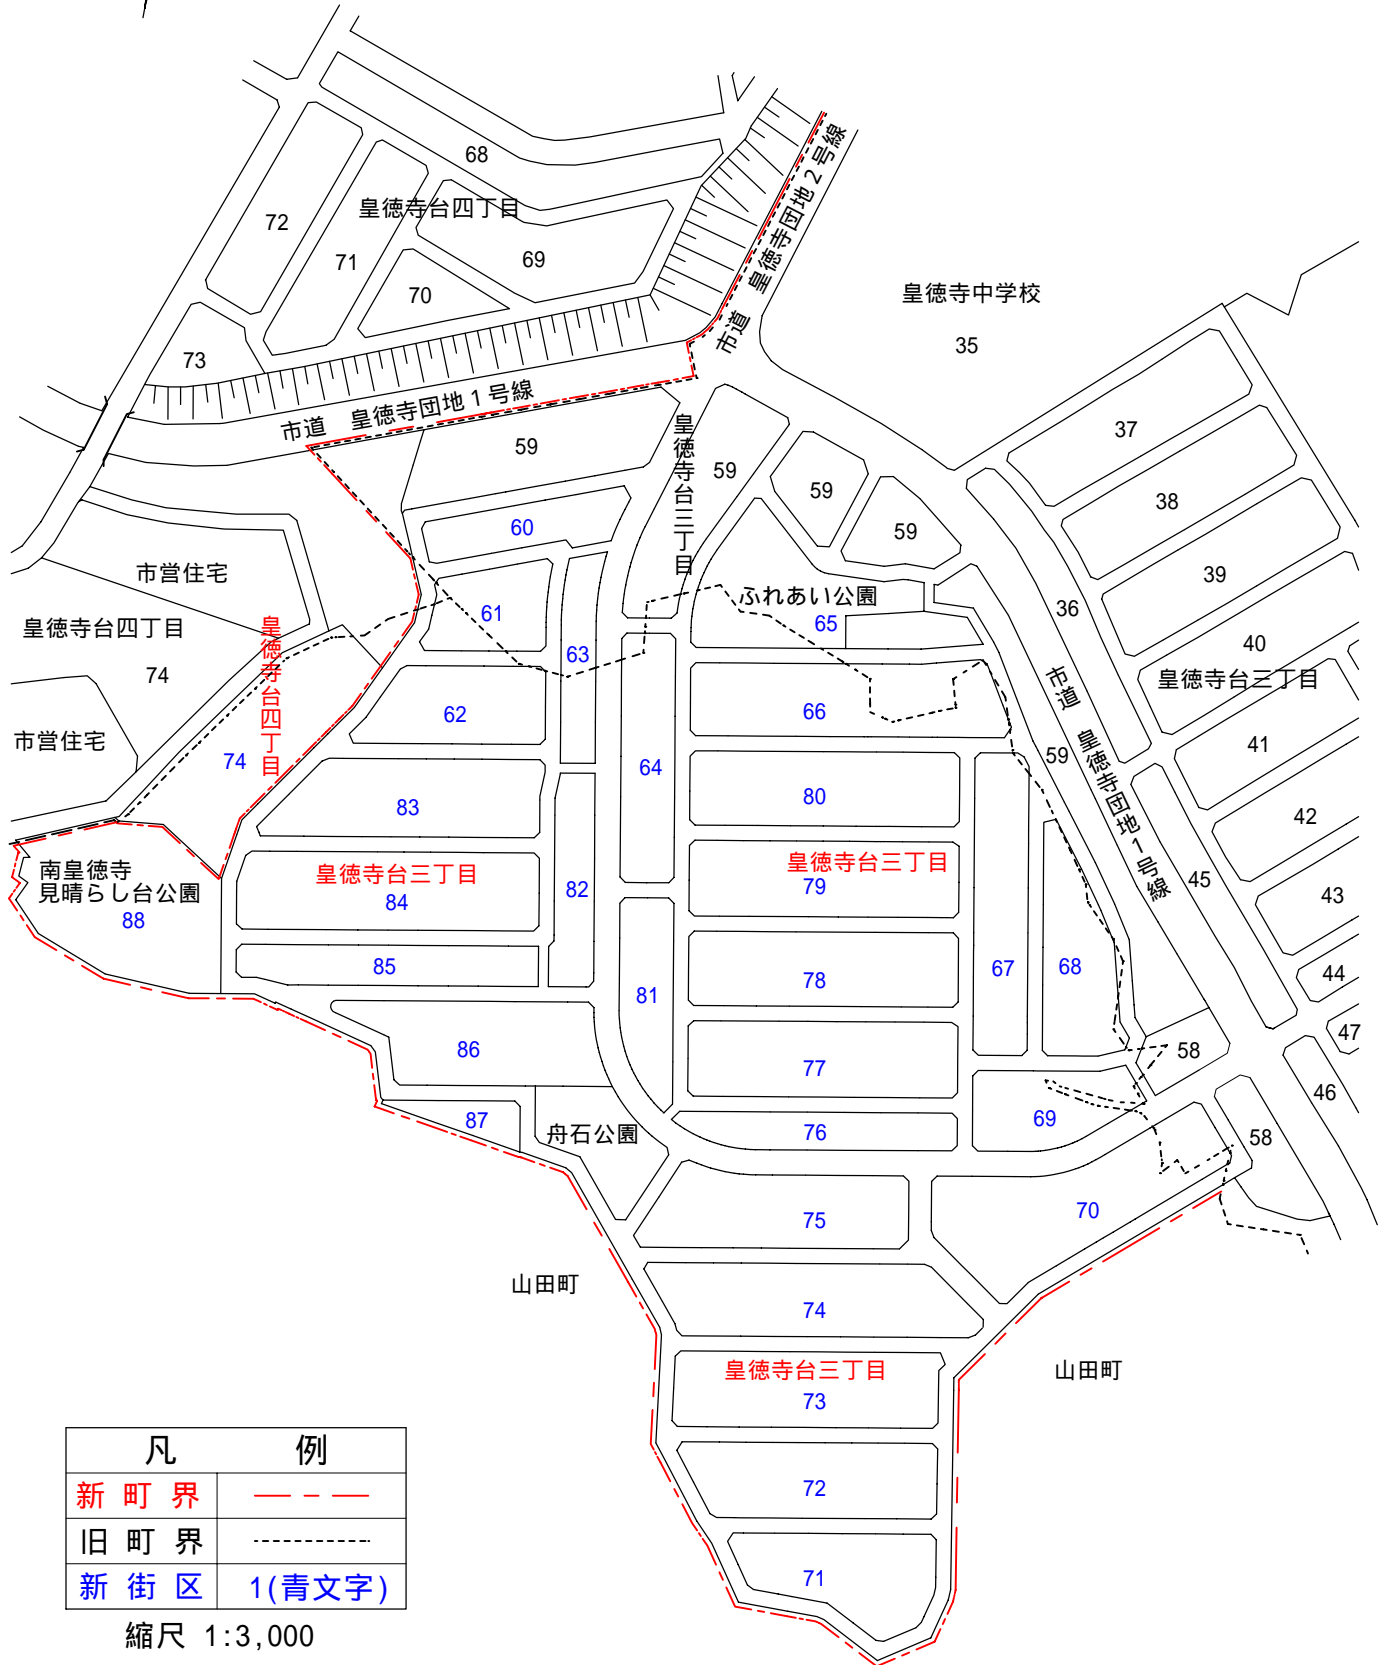 68
72
皇徳寺台四丁目
71
69
70
73
市道 皇徳寺団地2号線
皇徳寺中学校
35
市道 皇徳寺団地1号線
59
皇徳寺台三丁目
59
59
59
37
38
39
40
皇徳寺台三丁目
41
42
43
44
47
46
36
45
60
市営住宅
61
63
ふれあい公園
65
皇徳寺台四丁目
74
皇徳寺台四丁目
74
市営住宅
62
64
66
59
市道 皇徳寺団地1号線
83
80
皇徳寺台三丁目
84
82
皇徳寺台三丁目
79
南皇徳寺
見晴らし台公園
88
85
81
78
67
68
86
77
58
87
舟石公園
76
69
58
75
70
山田町
74
山田町
皇徳寺台三丁目
73
72
71
凡 例
新町界
旧町界
新街区 1(青文字)
縮尺 1:3,000